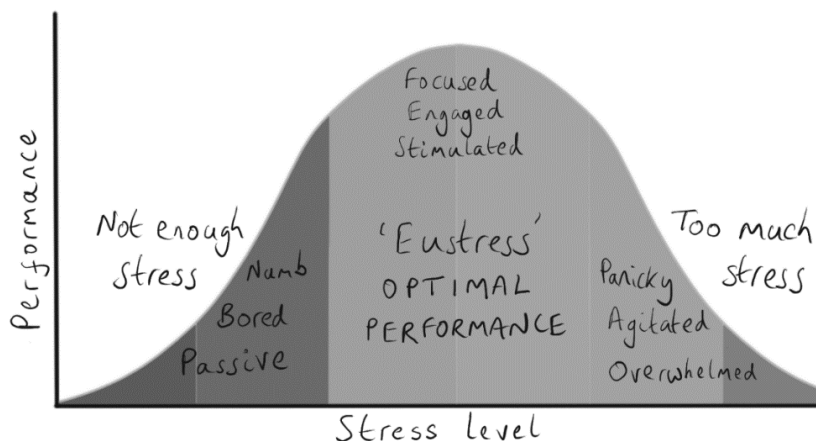 Focused
Engaged
Stimulated
Performance
Not enough
stress
Numb
Bored
Passive
'Eustress'
OPTIMAL
PERFORMANCE
Too much
stress
Panicky
Agitated
Overwhelmed
Stress level